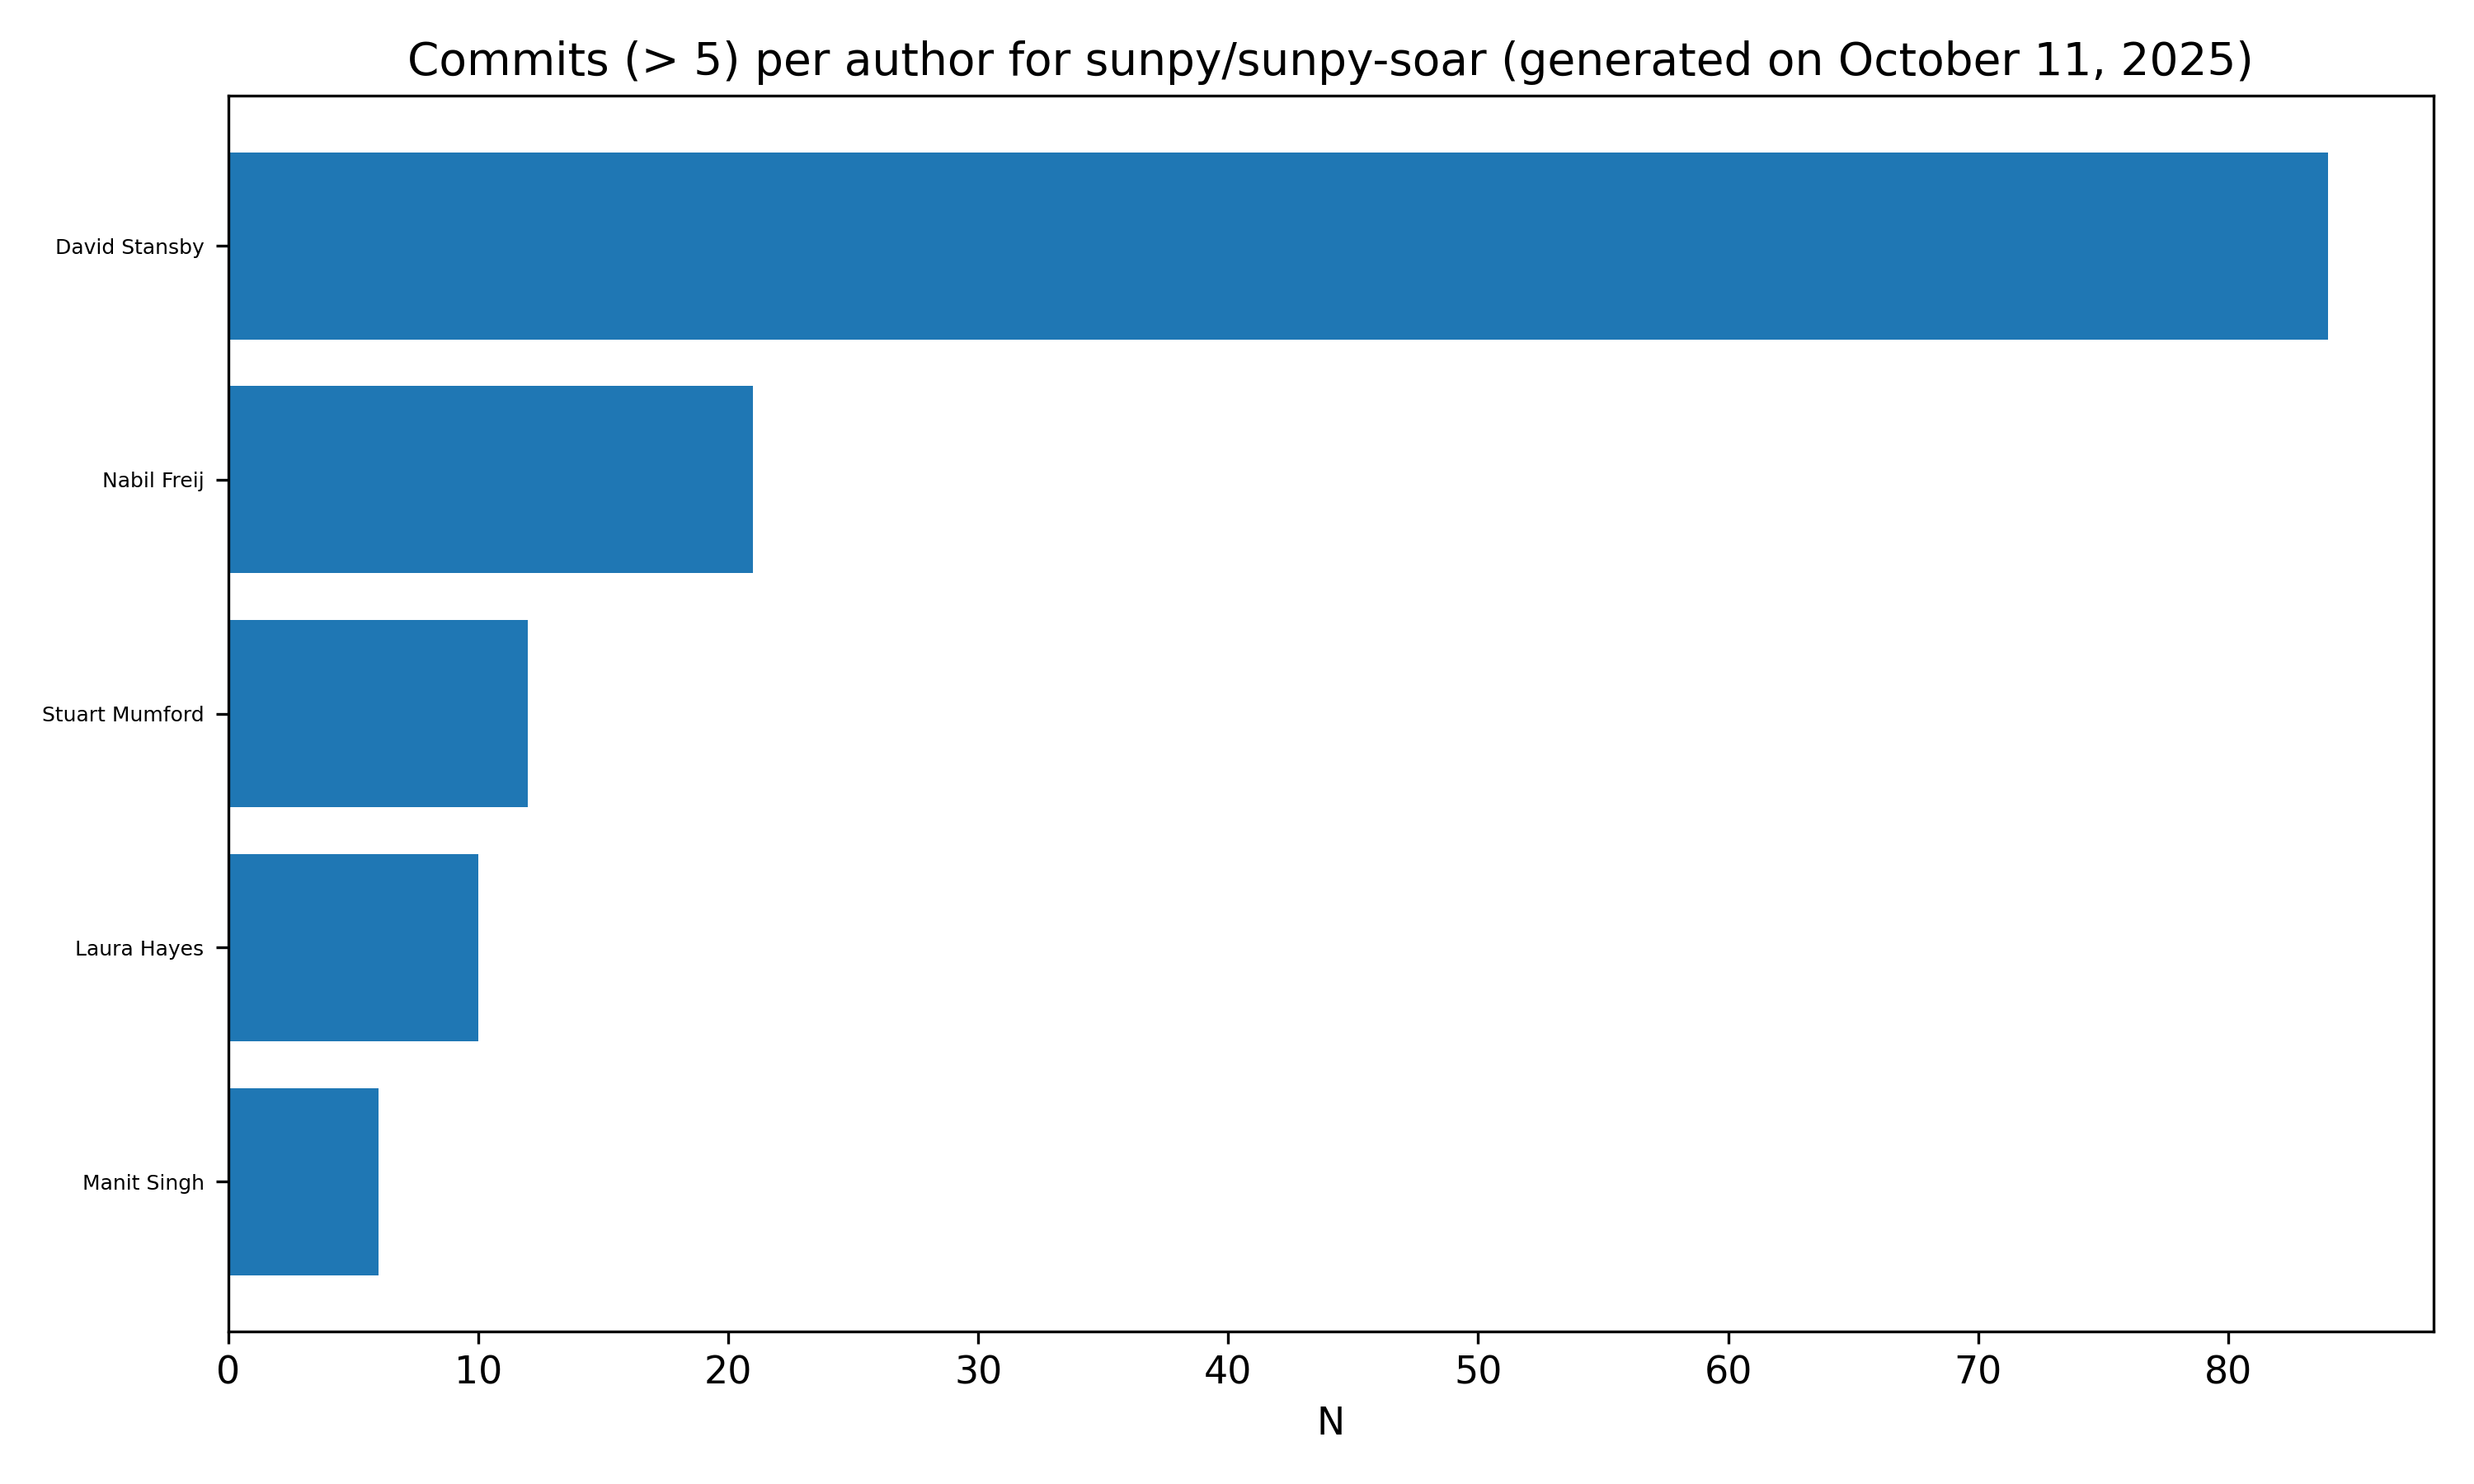 Commits (> 5) per author for sunpy/sunpy-soar (generated on October 11, 2025)
David Stansby
Nabil Freij
Stuart Mumford
Laura Hayes
Manit Singh
0 10 20 30 40 50 60 70 80
N